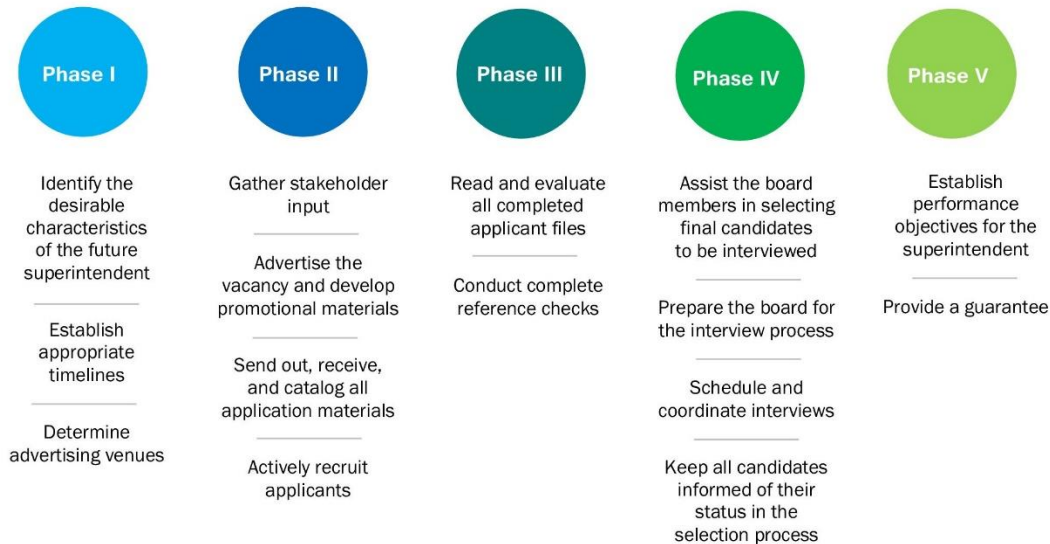 Phase I
Identify the
desirable
characteristics
of the future
superintendent
Establish
appropriate
timelines
Determine
advertising venues
Phase II
Gather stakeholder
input
Advertise the
vacancy and develop
promotional materials
Send out, receive,
and catalog all
application materials
Actively recruit
applicants
Phase III
Read and evaluate
all completed
applicant files
Conduct complete
reference checks
Phase IV
Assist the board
members in selecting
final candidates
to be interviewed
Prepare the board for
the interview process
Schedule and
coordinate interviews
Keep all candidates
informed of their
status in the
selection process
Phase V
Establish
performance
objectives for the
superintendent
Provide a guarantee